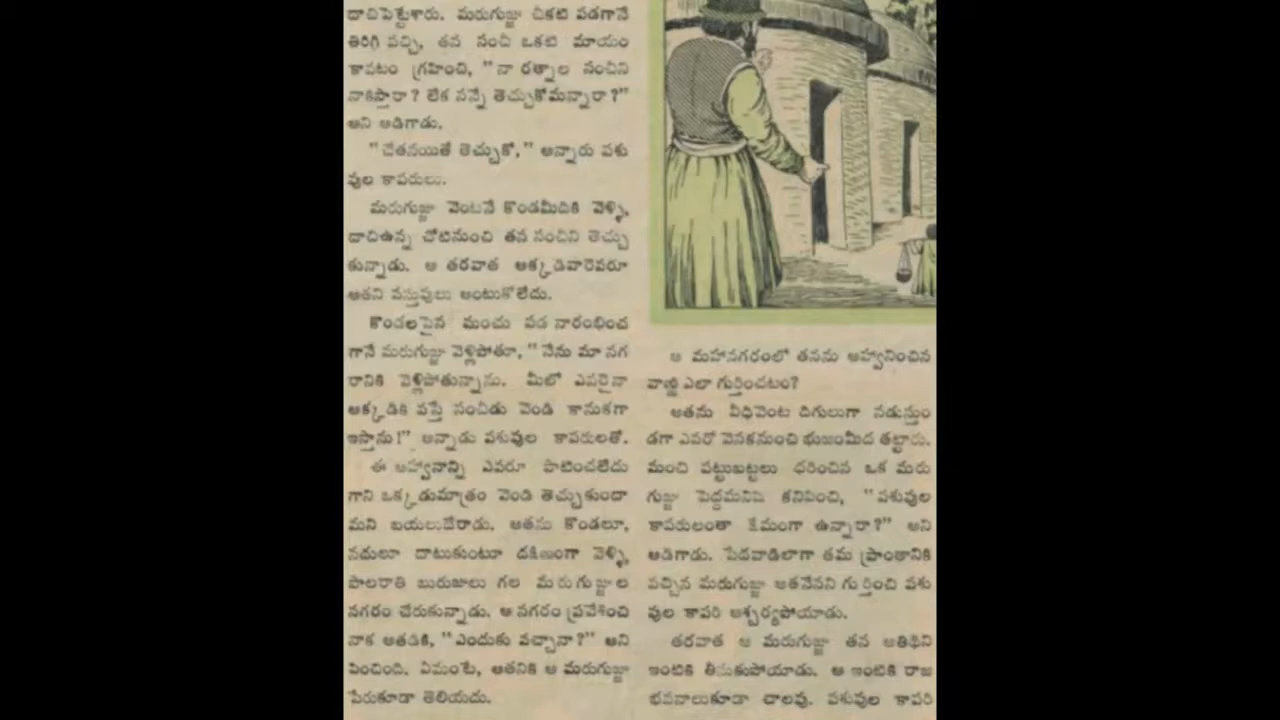 దాచిపెట్టేశారు. మరుగుజ్జు చీకటి పడగానే
తిరిగి వచ్చి, తన సంచీ ఒకటి మాయం
కావటం గ్రహించి, "నా రత్నాల సంచీని
నాకిస్తారా? లేక నన్నే తెచ్చుకోమన్నారా?"
అని అడిగాడు.
"చేతనయితే తెచ్చుకో," అన్నారు పశు
వుల కాపరులు.
మరుగుజ్జు వెంటనే కొండమీదికి వెళ్ళి,
దాచిఉన్న చోటినుంచి తన సంచీని తెచ్చు
కున్నాడు. ఆ తరవాత అక్కడివారెవరూ
అతని వస్తువులు అంటుకోలేదు.
కొండలపైన మంచు పడ నారంభించ
గానే మరుగుజ్జు వెళ్లిపోతూ, "నేను మా నగ
రానికి వెళ్లిపోతున్నాను. మీలో ఎవరైనా
అక్కడికి వస్తే సంచీడు వెండి కానుకగా
ఇస్తాను!" అన్నాడు పశువుల కాపరులతో.
ఈ ఆహ్వానాన్ని ఎవరూ పాటించలేదు
గాని ఒక్కడుమాత్రం వెండి తెచ్చుకుందా
మని బయలుదేరాడు. అతను కొండలూ,
నదులూ దాటుకుంటూ దక్షిణంగా వెళ్ళి,
పాలరాతి బురుజులు గల మరుగుజ్జుల
నగరం చేరుకున్నాడు. ఆ నగరం ప్రవేశించి
నాక అతడికి, "ఎందుకు వచ్చానా?" అని
పించింది. ఏమంటే, అతనికి ఆ మరుగుజ్జు
పేరుకూడా తెలియదు.
ఆ మహానగరంలో తనను ఆహ్వానించిన
వాణ్ణి ఎలా గుర్తించటం?
అతను వీధివెంట దిగులుగా నడుస్తుం
డగా ఎవరో వెనకనుంచి భుజంమీద తట్టారు.
మంచి పట్టుబట్టలు ధరించిన ఒక మరు
గుజ్జు పెద్దమనిషి కనిపించి, "పశువుల
కాపరులంతా క్షేమంగా ఉన్నారా?" అని
అడిగాడు. పేదవాడిలాగా తమ ప్రాంతానికి
వచ్చిన మరుగుజ్జు అతనేనని గుర్తించి పశు
వుల కాపరి ఆశ్చర్యపోయాడు.
తరవాత ఆ మరుగుజ్జు తన అతిథిని
ఇంటికి తీసుకుపోయాడు. ఆ ఇంటికి రాజ
భవనాలుకూడా చాలవు. పశువుల కాపరి